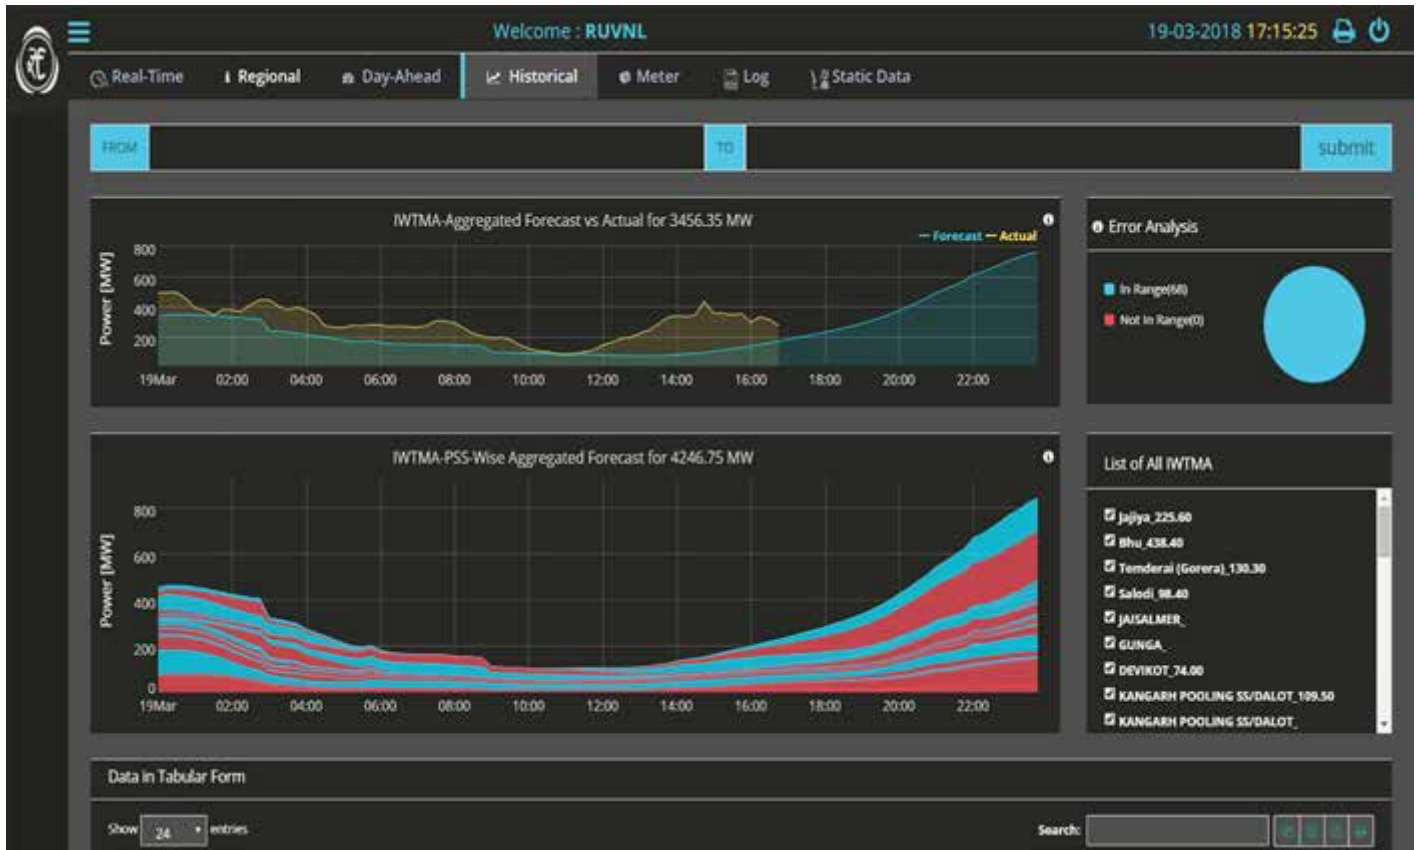 Welcome : RUVNL
19-03-2018 17:15:25
Real-Time Regional Day-Ahead Historical Meter Log Static Data
FROM TO submit
IWTMA-Aggregated Forecast vs Actual for 3456.35 MW
Forecast Actual
Power [MW]
800
600
400
200
19Mar 02:00 04:00 06:00 08:00 10:00 12:00 14:00 16:00 18:00 20:00 22:00
Error Analysis
In Range(68)
Not In Range(0)
IWTMA-PSS-Wise Aggregated Forecast for 4246.75 MW
Power [MW]
800
600
400
200
0
19Mar 02:00 04:00 06:00 08:00 10:00 12:00 14:00 16:00 18:00 20:00 22:00
List of All IWTMA
Jajiya_225.60
Bhu_438.40
Temderai (Gorera)_130.30
Salodi_98.40
JAISALMER_
GUNGA_
DEVIKOT_74.00
KANGARH POOLING SS/DALOT_109.50
KANGARH POOLING SS/DALOT_
Data in Tabular Form
Show 24 entries
Search: